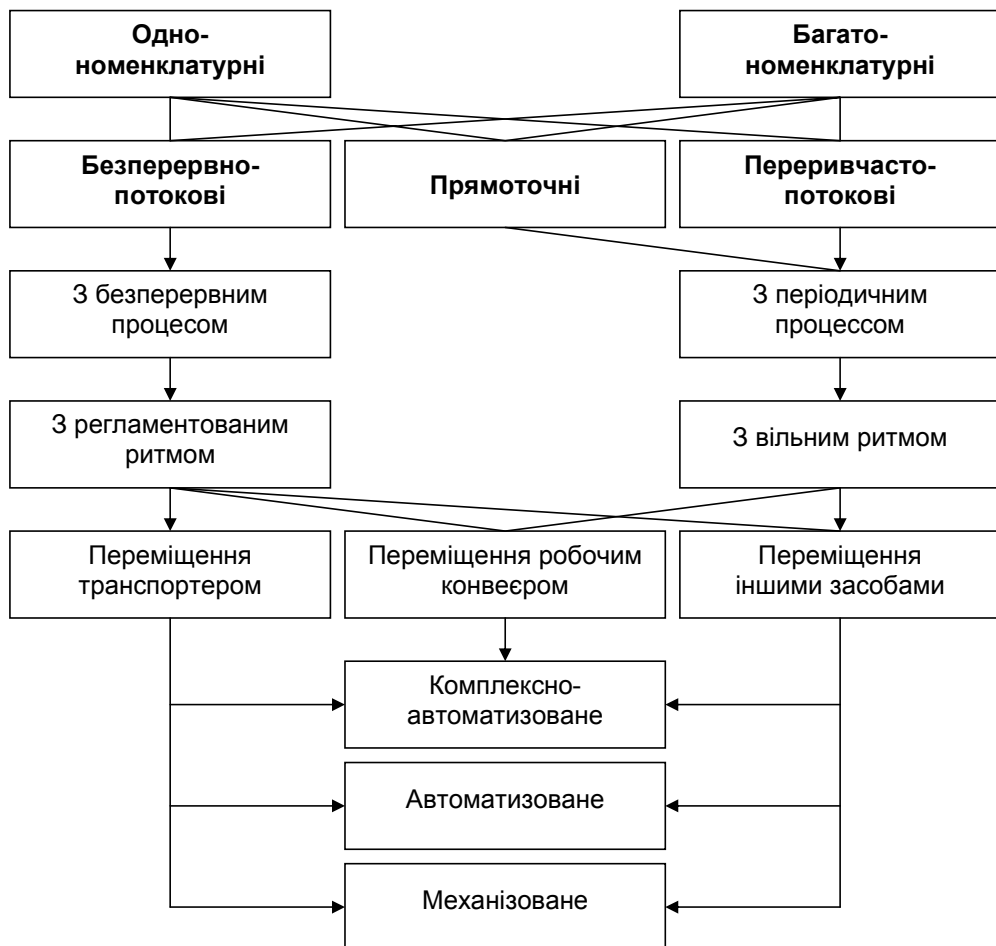 Одно-
номенклатурні
Багато-
номенклатурні
Безперервно-
потокові
Прямоточні
Переривчасто-
потокові
З безперервним
процесом
З періодичним
процессом
З регламентованим
ритмом
З вільним ритмом
Переміщення
транспортером
Переміщення робочим
конвеєром
Переміщення
іншими засобами
Комплексно-
автоматизоване
Автоматизоване
Механізоване